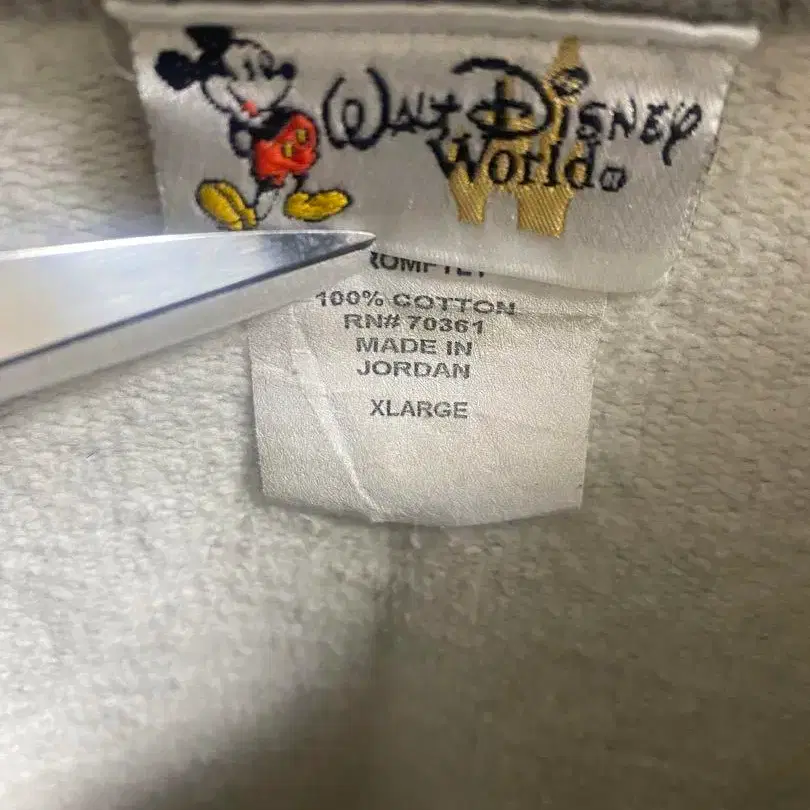 WALT DISNEY
World
100% COTTON
RN# 70361
MADE IN
JORDAN
XLARGE